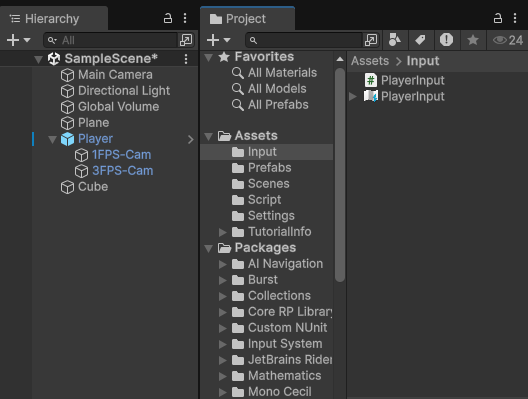 Hierarchy
All
SampleScene*
Main Camera
Directional Light
Global Volume
Plane
Player
1FPS-Cam
3FPS-Cam
Cube
Project
24
Favorites
All Materials
All Models
All Prefabs
Assets
Input
Prefabs
Scenes
Script
Settings
TutorialInfo
Packages
AI Navigation
Burst
Collections
Core RP Library
Custom NUnit
Input System
JetBrains Rider
Mathematics
Mono Cecil
Assets > Input
PlayerInput
PlayerInput